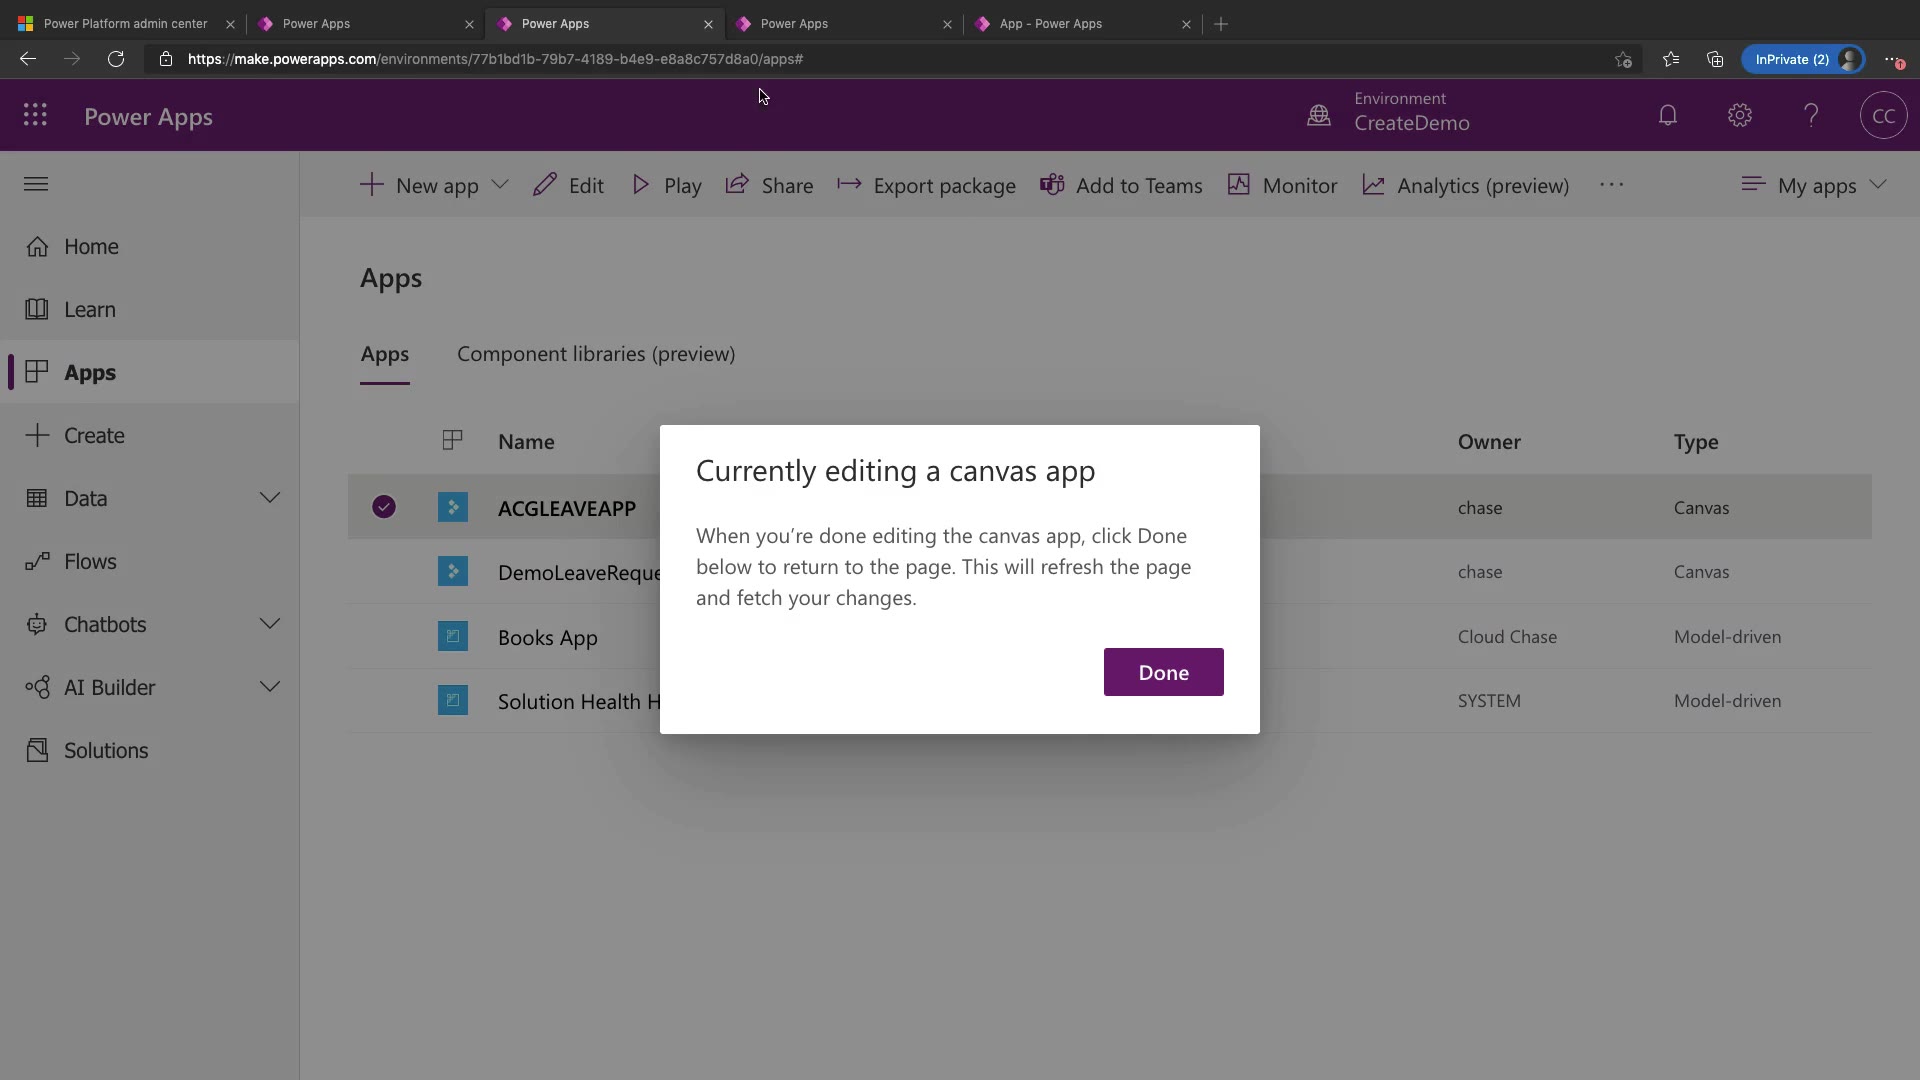 Power Platform admin center
Power Apps
Power Apps
Power Apps
App - Power Apps
https://make.powerapps.com/environments/77b1bd1b-79b7-4189-b4e9-e8a8c757d8a0/apps#
InPrivate (2)
Power Apps
Environment
CreateDemo
CC
New app
Edit
Play
Share
Export package
Add to Teams
Monitor
Analytics (preview)
My apps
Home
Learn
Apps
Create
Data
Flows
Chatbots
AI Builder
Solutions
Apps
Apps
Component libraries (preview)
Name
Owner
Type
ACGLEAVEAPP
chase
Canvas
DemoLeaveReque
chase
Canvas
Books App
Cloud Chase
Model-driven
Solution Health H
SYSTEM
Model-driven
Currently editing a canvas app
When you're done editing the canvas app, click Done
below to return to the page. This will refresh the page
and fetch your changes.
Done